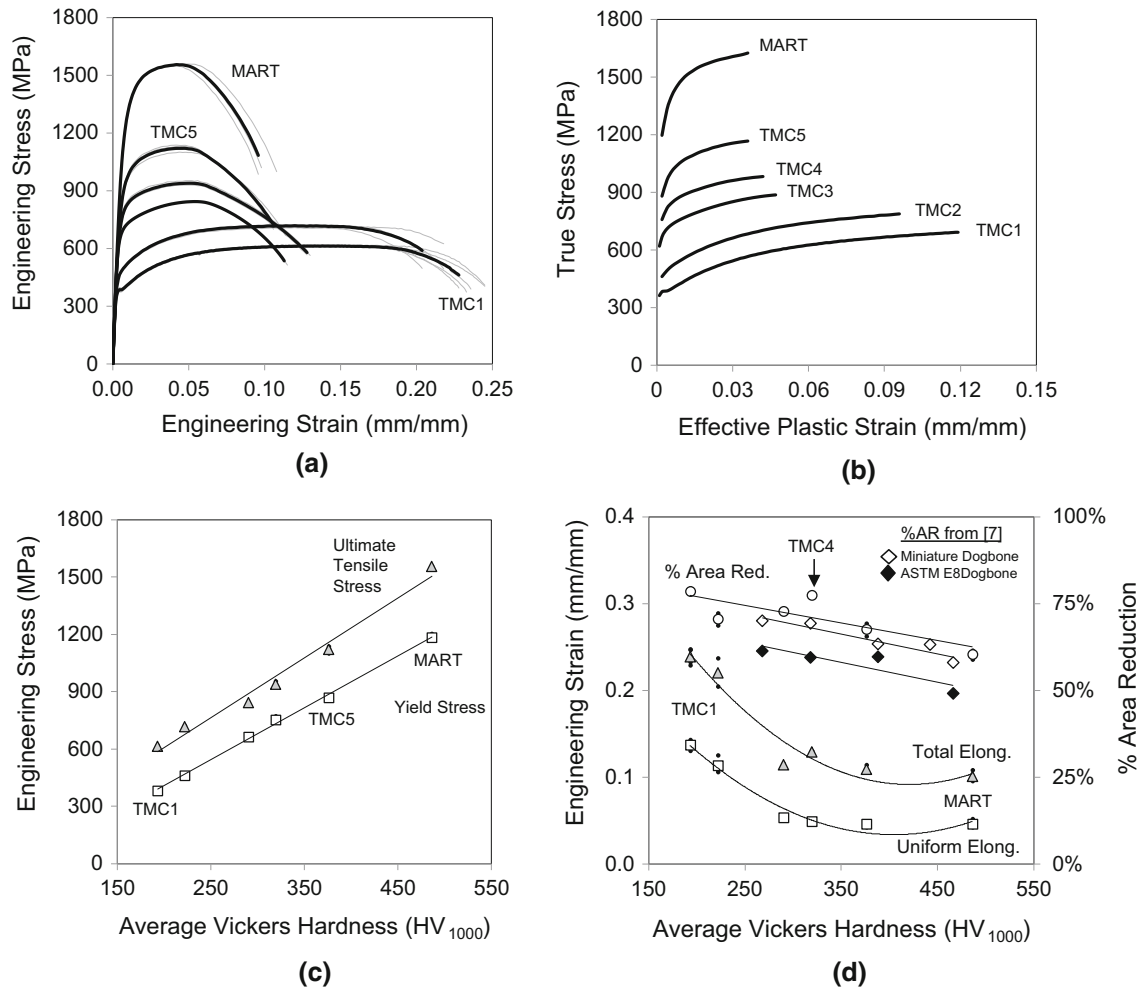 (a)
Engineering Stress (MPa)
1800
1500
1200
900
600
300
0
MART
TMC5
TMC1
0.00 0.05 0.10 0.15 0.20 0.25
Engineering Strain (mm/mm)
(b)
True Stress (MPa)
1800
1500
1200
900
600
300
0
MART
TMC5
TMC4
TMC3
TMC2
TMC1
0 0.03 0.06 0.09 0.12 0.15
Effective Plastic Strain (mm/mm)
(c)
Engineering Stress (MPa)
1800
1500
1200
900
600
300
0
Ultimate
Tensile
Stress
MART
TMC5
Yield Stress
TMC1
150 250 350 450 550
Average Vickers Hardness (HV1000)
(d)
Engineering Strain (mm/mm)
0.4
0.3
0.2
0.1
0.0
% Area Red.
TMC4
%AR from [7]
Miniature Dogbone
ASTM E8Dogbone
TMC1
Total Elong.
MART
Uniform Elong.
100%
75%
50%
25%
0%
% Area Reduction
150 250 350 450 550
Average Vickers Hardness (HV1000)